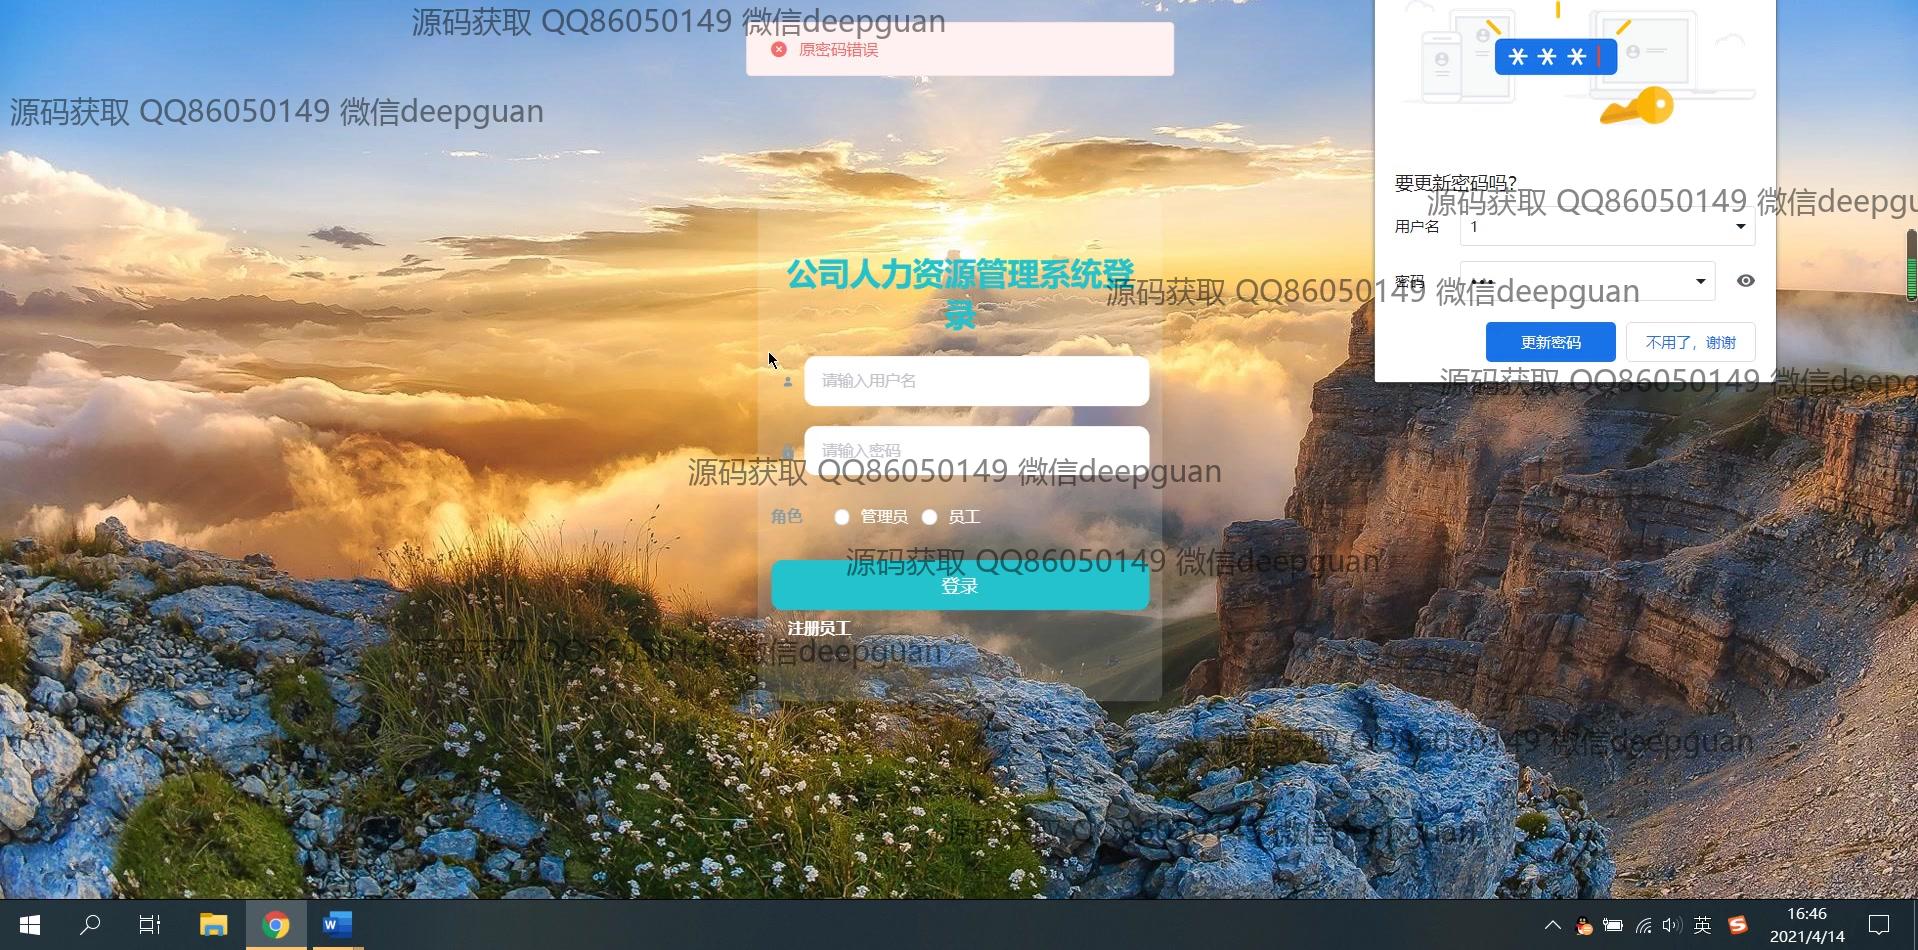 源码获取 QQ86050149 微信deepguan
原密码错误
源码获取 QQ86050149 微信deepguan
***
要更新密码吗?
源码获取 QQ86050149 微信deepgu
用户名
1
公司人力资源管理系统登
录
密码
•••
源码获取 QQ86050149 微信deepguan
更新密码
不用了，谢谢
请输入用户名
源码获取 QQ86050149 微信deepg
请输入密码
源码获取 QQ86050149 微信deepguan
角色
管理员
员工
源码获取 QQ86050149 微信deepguan
登录
注册员工
源码获取 QQ86050149 微信deepguan
源码获取 QQ86050149 微信deepguan
源码获取 QQ86050149 微信deepguan
W
英
S
16:46
2021/4/14